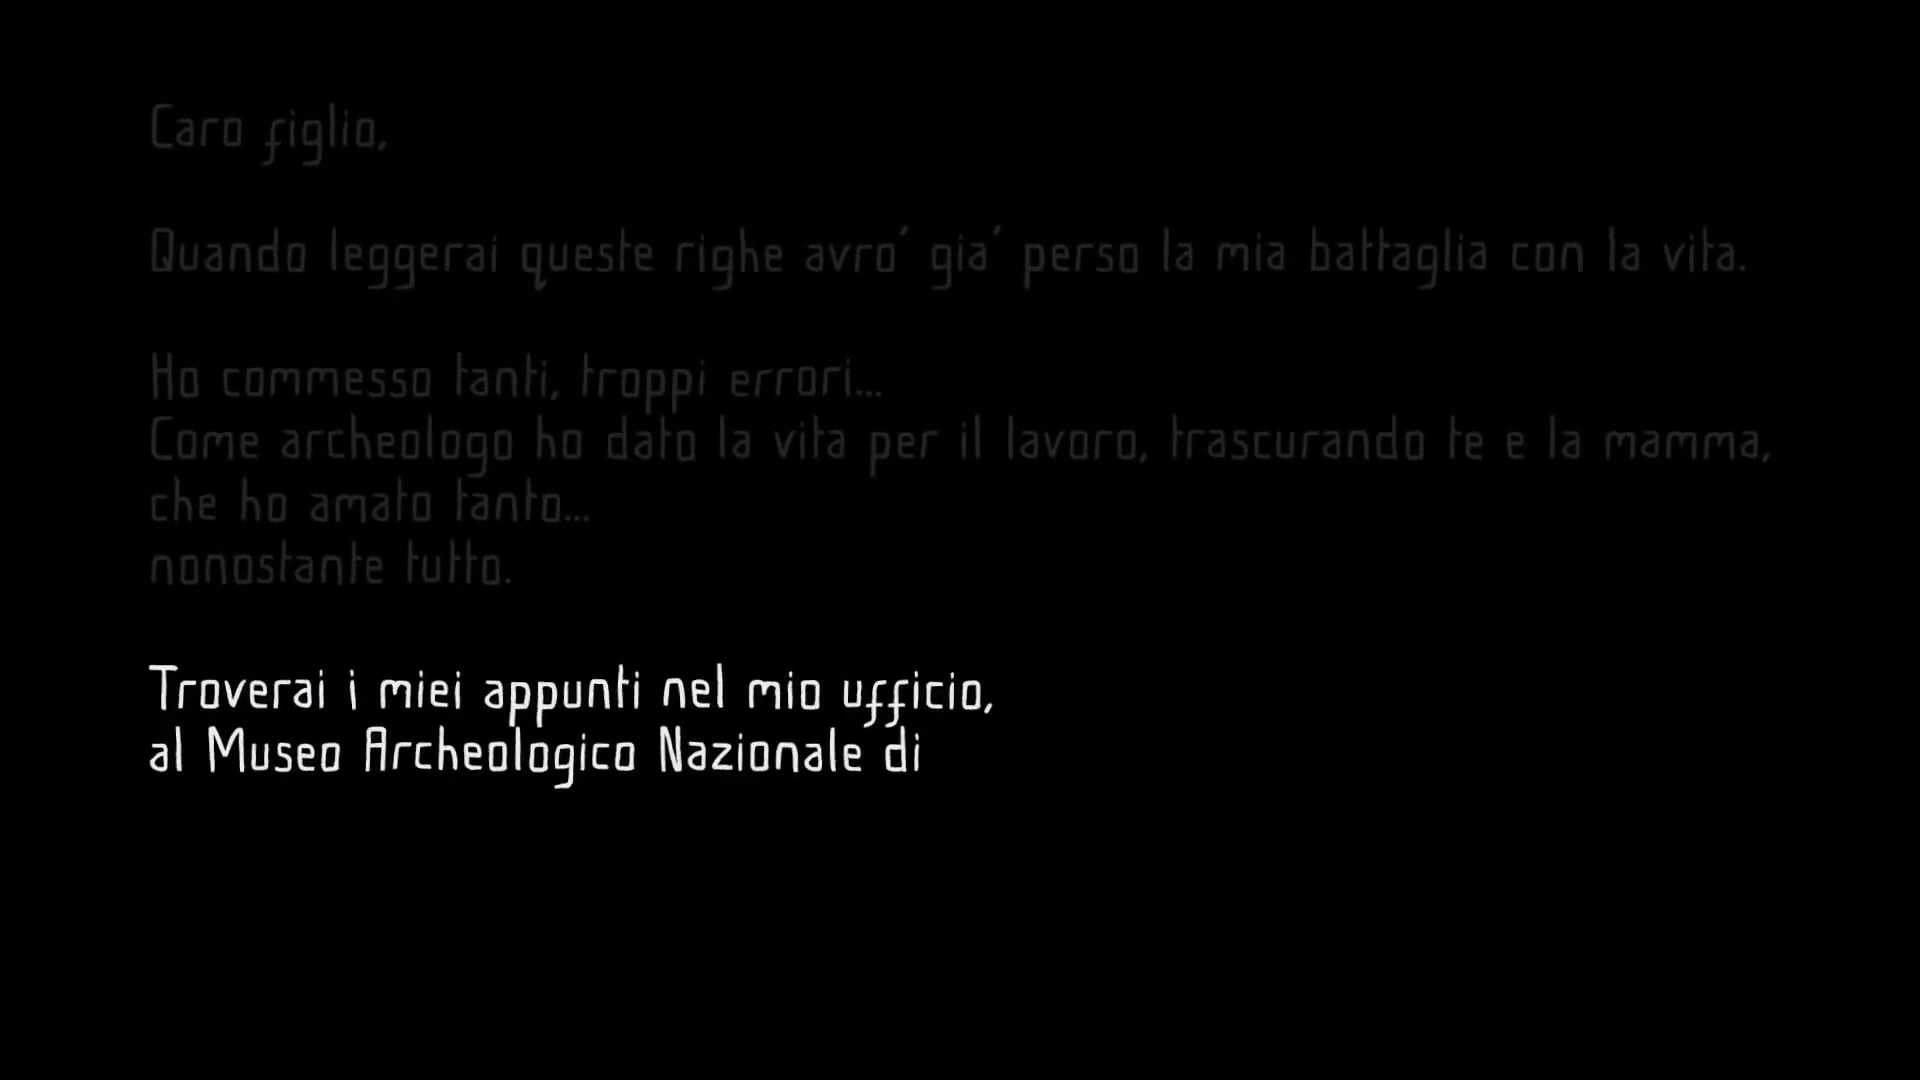 Caro figlio,
Quando leggerai queste righe avro' gia' perso la mia battaglia con la vita.
Ho commesso tanti, troppi errori...
Come archeologo ho dato la vita per il lavoro, trascurando te e la mamma,
che ho amato tanto...
nonostante tutto.
Troverai i miei appunti nel mio ufficio,
al Museo Archeologico Nazionale di